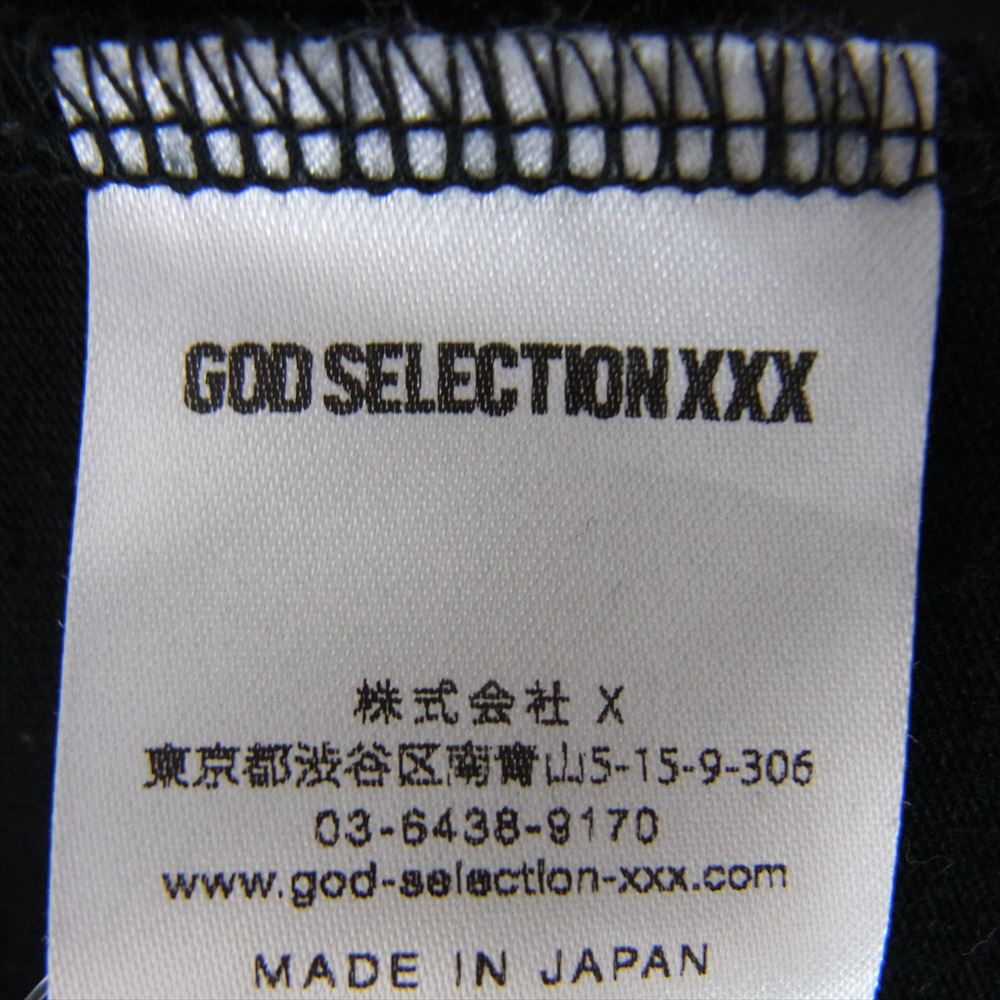 GOD SELECTION XXX
株式会社 X
東京都渋谷区南青山5-15-9-306
03-6438-9170
www.god-selection-xxx.com
MADE IN JAPAN